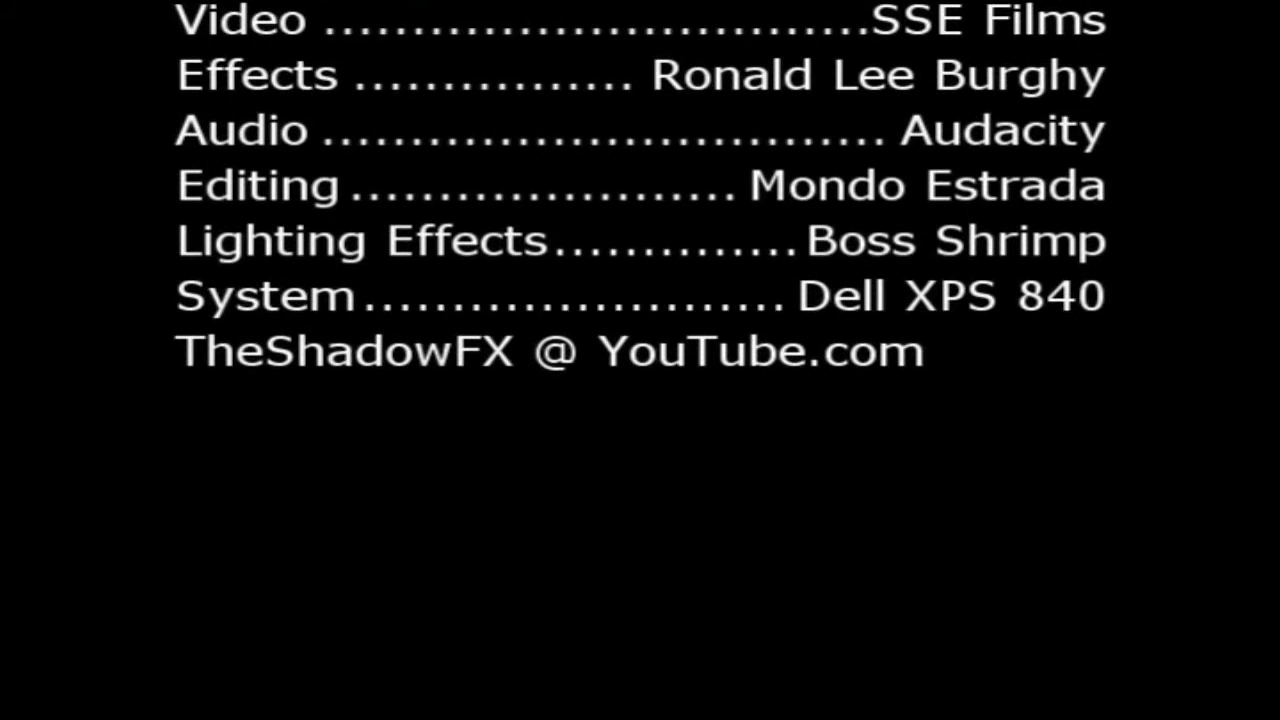 Video ...............................SSE Films
Effects ................ Ronald Lee Burghy
Audio ................................ Audacity
Editing ...................... Mondo Estrada
Lighting Effects.............. Boss Shrimp
System........................ Dell XPS 840
TheShadowFX @ YouTube.com